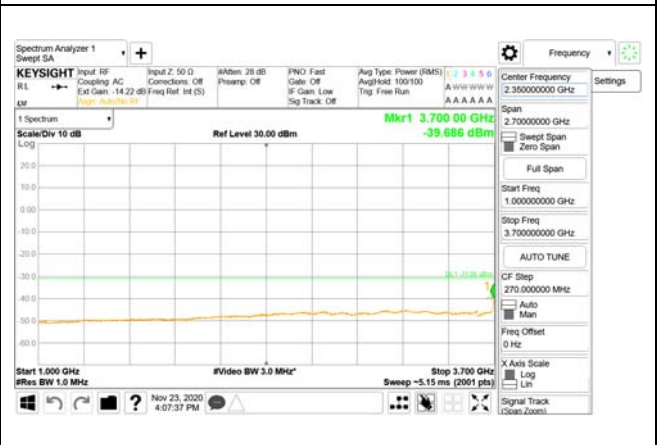 Spectrum Analyzer 1
Swept SA
+
Frequency
KEYSIGHT
RL
Input: RF
Coupling: AC
Ext Gain: -14.22 dB
Align: Auto/No RF
Input Z: 50 Ω
Corrections: Off
Freq Ref: Int (S)
#Atten: 28 dB
Preamp: Off
PNO: Fast
Gate: Off
IF Gain: Low
Sig Track: Off
Avg Type: Power (RMS)
Avg|Hold: 100/100
Trig: Free Run
1 2 3 4 5 6
A W W W W W
A A A A A A
Center Frequency
2.350000000 GHz
Settings
Span
2.70000000 GHz
Swept Span
Zero Span
Full Span
Start Freq
1.000000000 GHz
Stop Freq
3.700000000 GHz
AUTO TUNE
CF Step
270.000000 MHz
Auto
Man
Freq Offset
0 Hz
X Axis Scale
Log
Lin
Signal Track
(Span Zoom)
1 Spectrum
Scale/Div 10 dB
Ref Level 30.00 dBm
Mkr1 3.700 00 GHz
-39.686 dBm
Log
20.0
10.0
0.00
-10.0
-20.0
-30.0
-40.0
-50.0
-60.0
1
Start 1.000 GHz
#Video BW 3.0 MHz*
Stop 3.700 GHz
#Res BW 1.0 MHz
Sweep ~5.15 ms (2001 pts)
?
Nov 23, 2020
4:07:37 PM